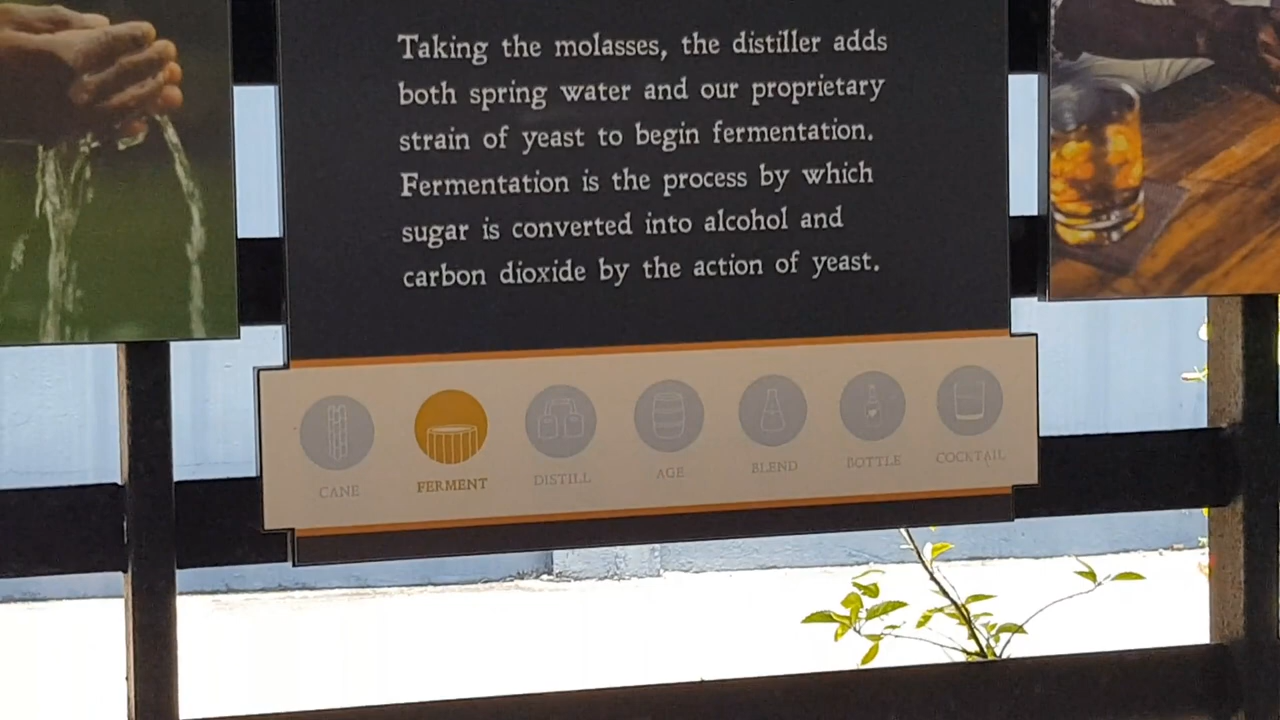 Taking the molasses, the distiller adds
both spring water and our proprietary
strain of yeast to begin fermentation.
Fermentation is the process by which
sugar is converted into alcohol and
carbon dioxide by the action of yeast.
CANE FERMENT DISTILL AGE BLEND BOTTLE COCKTAIL